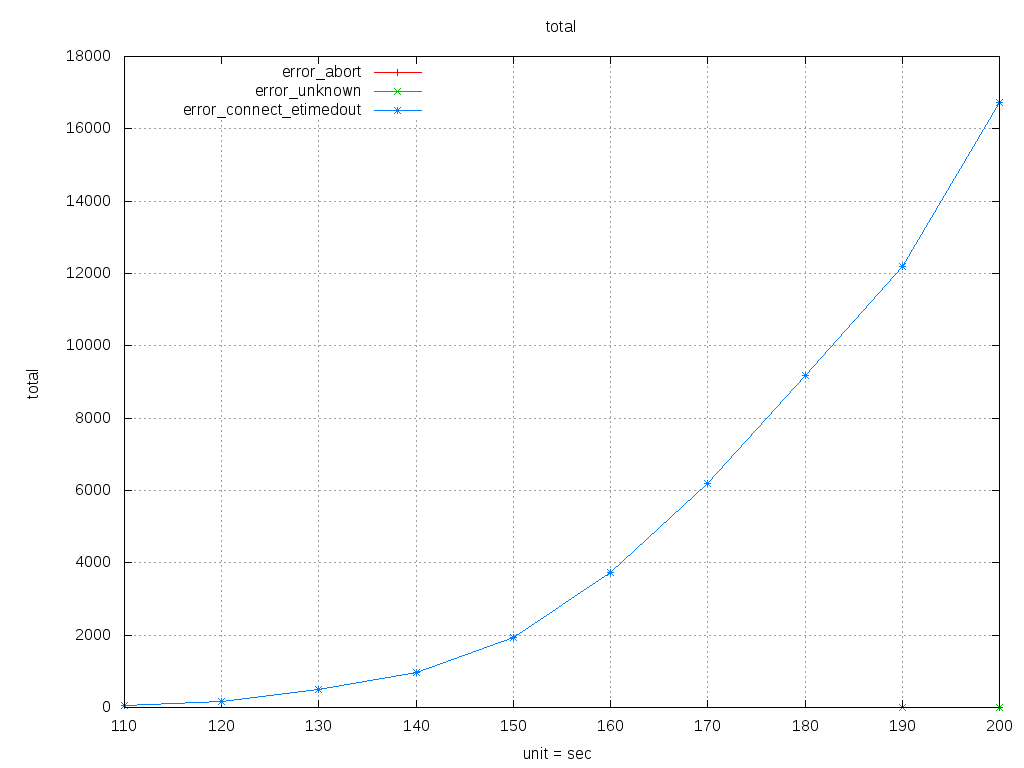 total
18000
16000
14000
12000
10000
8000
6000
4000
2000
0
error_abort
error_unknown
error_connect_etimedout
total
110 120 130 140 150 160 170 180 190 200
unit = sec